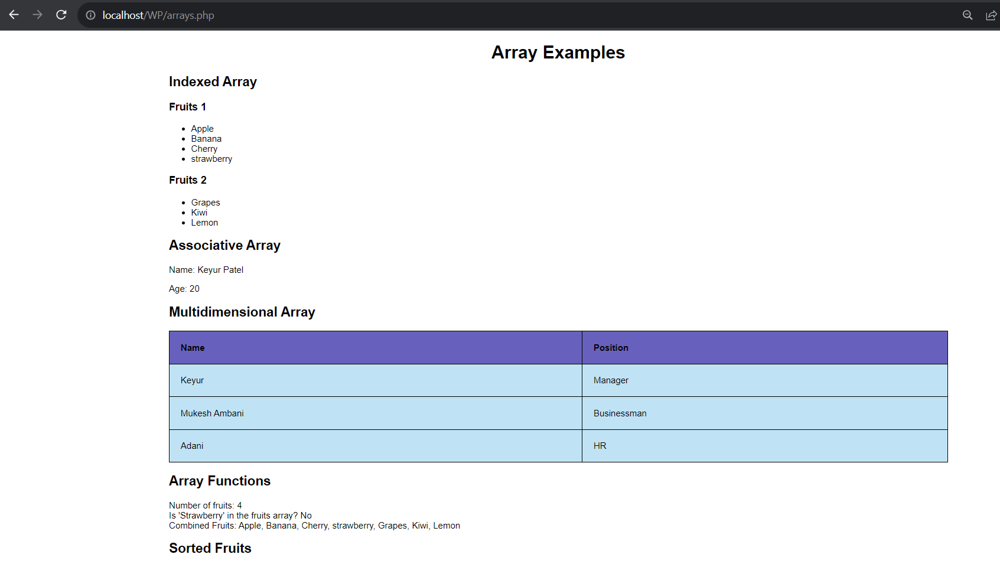 localhost/WP/arrays.php
Array Examples
Indexed Array
Fruits 1
Apple
Banana
Cherry
strawberry
Fruits 2
Grapes
Kiwi
Lemon
Associative Array
Name: Keyur Patel
Age: 20
Multidimensional Array
Name Position
Keyur Manager
Mukesh Ambani Businessman
Adani HR
Array Functions
Number of fruits: 4
Is 'Strawberry' in the fruits array? No
Combined Fruits: Apple, Banana, Cherry, strawberry, Grapes, Kiwi, Lemon
Sorted Fruits